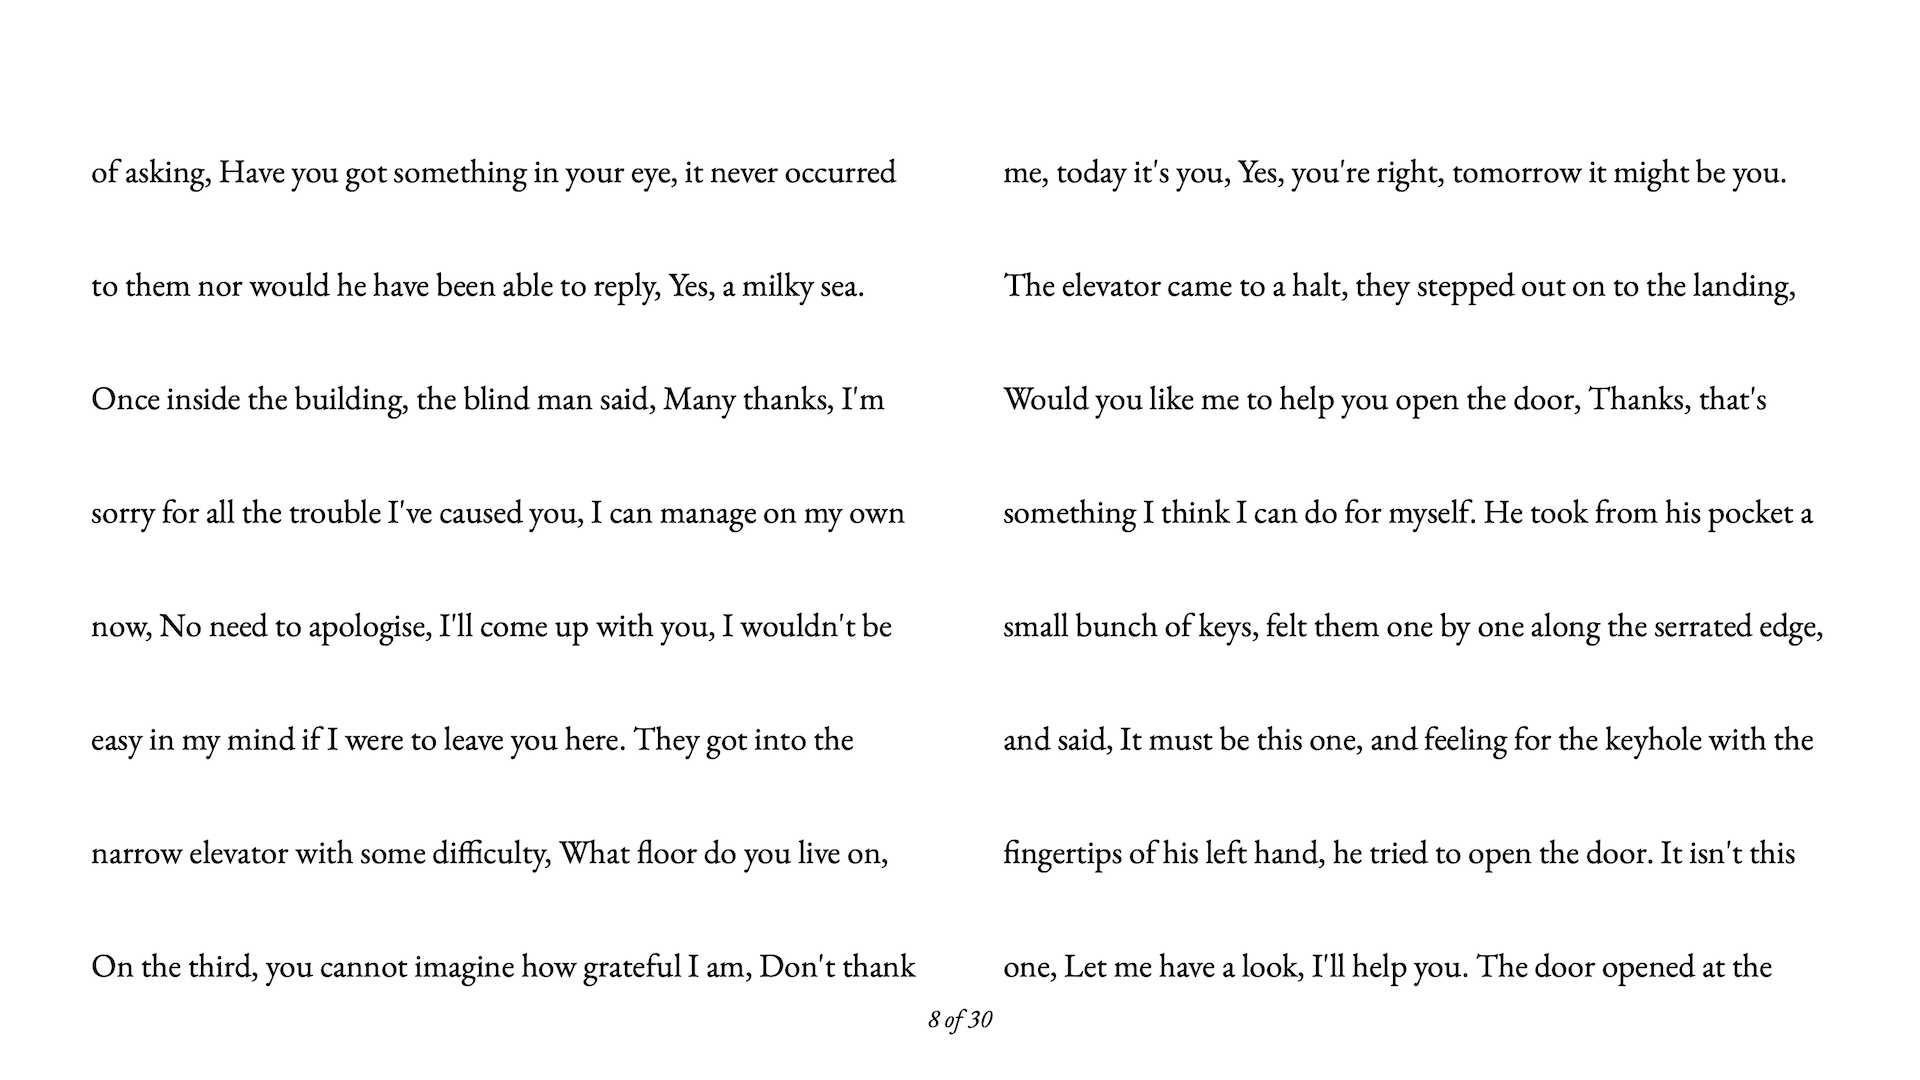 of asking, Have you got something in your eye, it never occurred
to them nor would he have been able to reply, Yes, a milky sea.
Once inside the building, the blind man said, Many thanks, I'm
sorry for all the trouble I've caused you, I can manage on my own
now, No need to apologise, I'll come up with you, I wouldn't be
easy in my mind if I were to leave you here. They got into the
narrow elevator with some difficulty, What floor do you live on,
On the third, you cannot imagine how grateful I am, Don't thank
me, today it's you, Yes, you're right, tomorrow it might be you.
The elevator came to a halt, they stepped out on to the landing,
Would you like me to help you open the door, Thanks, that's
something I think I can do for myself. He took from his pocket a
small bunch of keys, felt them one by one along the serrated edge,
and said, It must be this one, and feeling for the keyhole with the
fingertips of his left hand, he tried to open the door. It isn't this
one, Let me have a look, I'll help you. The door opened at the
8 of 30